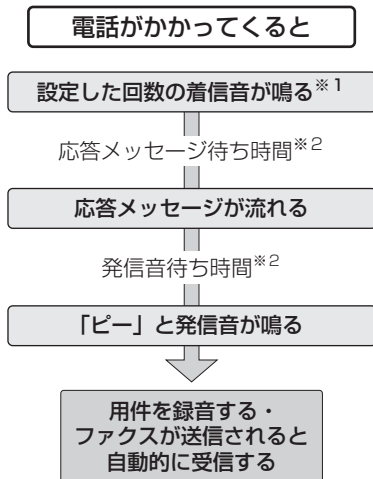 電話がかかってくると
設定した回数の着信音が鳴る※1
応答メッセージ待ち時間※2
応答メッセージが流れる
発信音待ち時間※2
「ピー」と発信音が鳴る
用件を録音する・
ファクスが送信されると
自動的に受信する